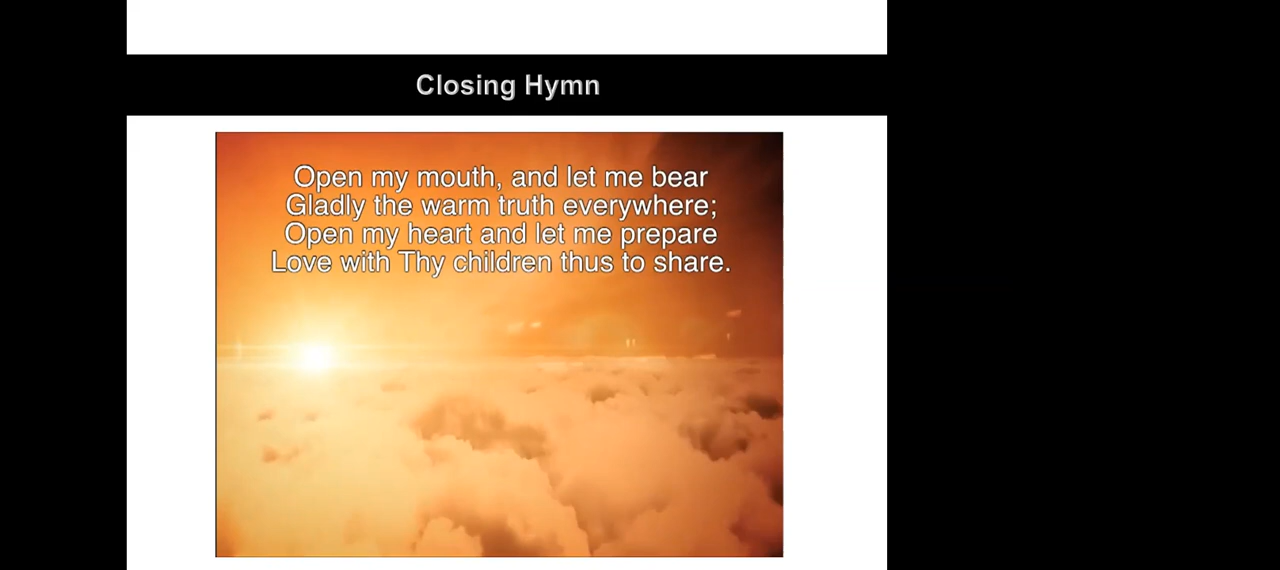 Closing Hymn
Open my mouth, and let me bear
Gladly the warm truth everywhere;
Open my heart and let me prepare
Love with Thy children thus to share.